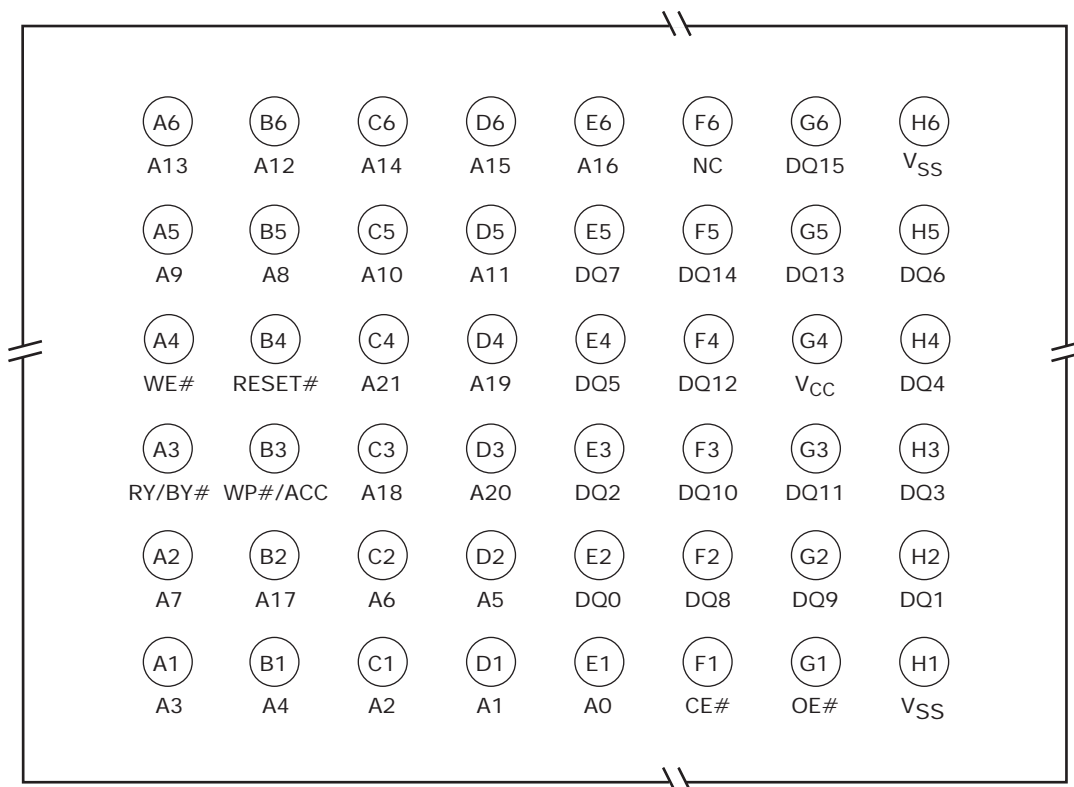 A6 B6 C6 D6 E6 F6 G6 H6
A13 A12 A14 A15 A16 NC DQ15 VSS
A5 B5 C5 D5 E5 F5 G5 H5
A9 A8 A10 A11 DQ7 DQ14 DQ13 DQ6
A4 B4 C4 D4 E4 F4 G4 H4
WE# RESET# A21 A19 DQ5 DQ12 VCC DQ4
A3 B3 C3 D3 E3 F3 G3 H3
RY/BY# WP#/ACC A18 A20 DQ2 DQ10 DQ11 DQ3
A2 B2 C2 D2 E2 F2 G2 H2
A7 A17 A6 A5 DQ0 DQ8 DQ9 DQ1
A1 B1 C1 D1 E1 F1 G1 H1
A3 A4 A2 A1 A0 CE# OE# VSS